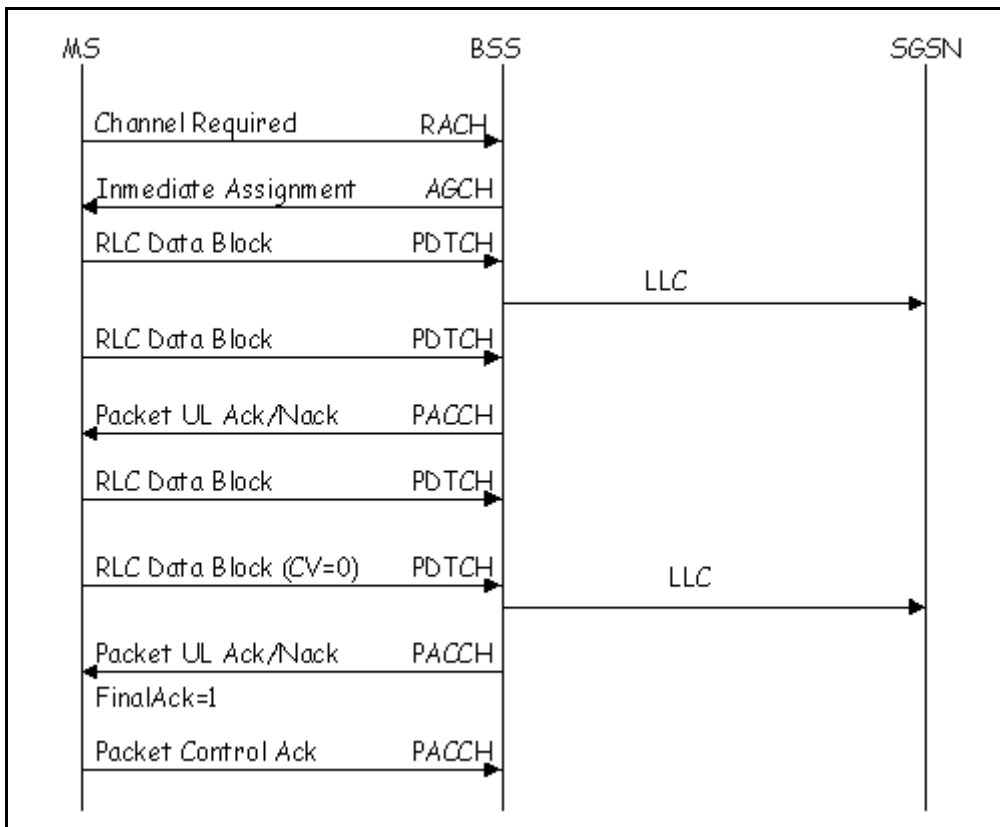 MS BSS SGSN
Channel Required RACH
Inmediate Assignment AGCH
RLC Data Block PDTCH
LLC
RLC Data Block PDTCH
Packet UL Ack/Nack PACCH
RLC Data Block PDTCH
RLC Data Block (CV=0) PDTCH
LLC
Packet UL Ack/Nack PACCH
FinalAck=1
Packet Control Ack PACCH